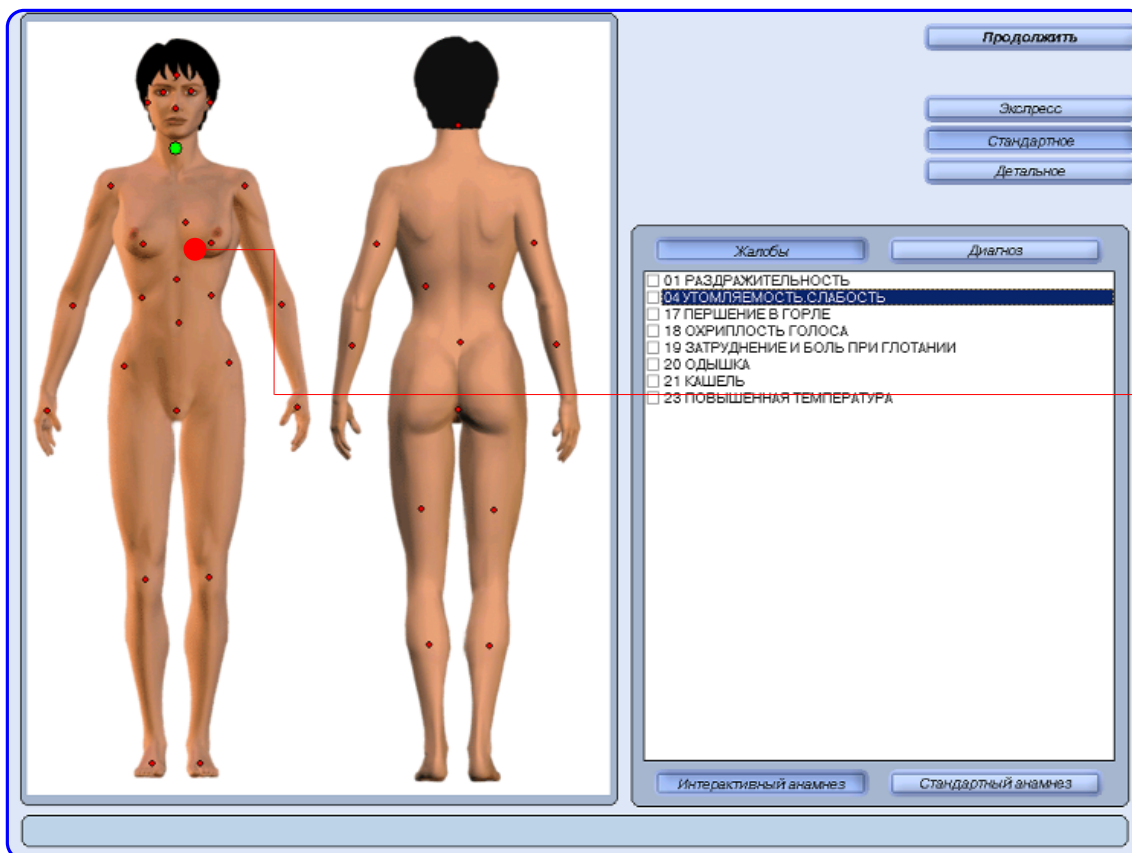 Продолжить
Экспресс
Стандартное
Детальное
Жалобы
Диагноз
01 РАЗДРАЖИТЕЛЬНОСТЬ
04 УТОМЛЯЕМОСТЬ.СЛАБОСТЬ
17 ПЕРШЕНИЕ В ГОРЛЕ
18 ОХРИПЛОСТЬ ГОЛОСА
19 ЗАТРУДНЕНИЕ И БОЛЬ ПРИ ГЛОТАНИИ
20 ОДЫШКА
21 КАШЕЛЬ
23 ПОВЫШЕННАЯ ТЕМПЕРАТУРА
Интерактивный анамнез
Стандартный анамнез